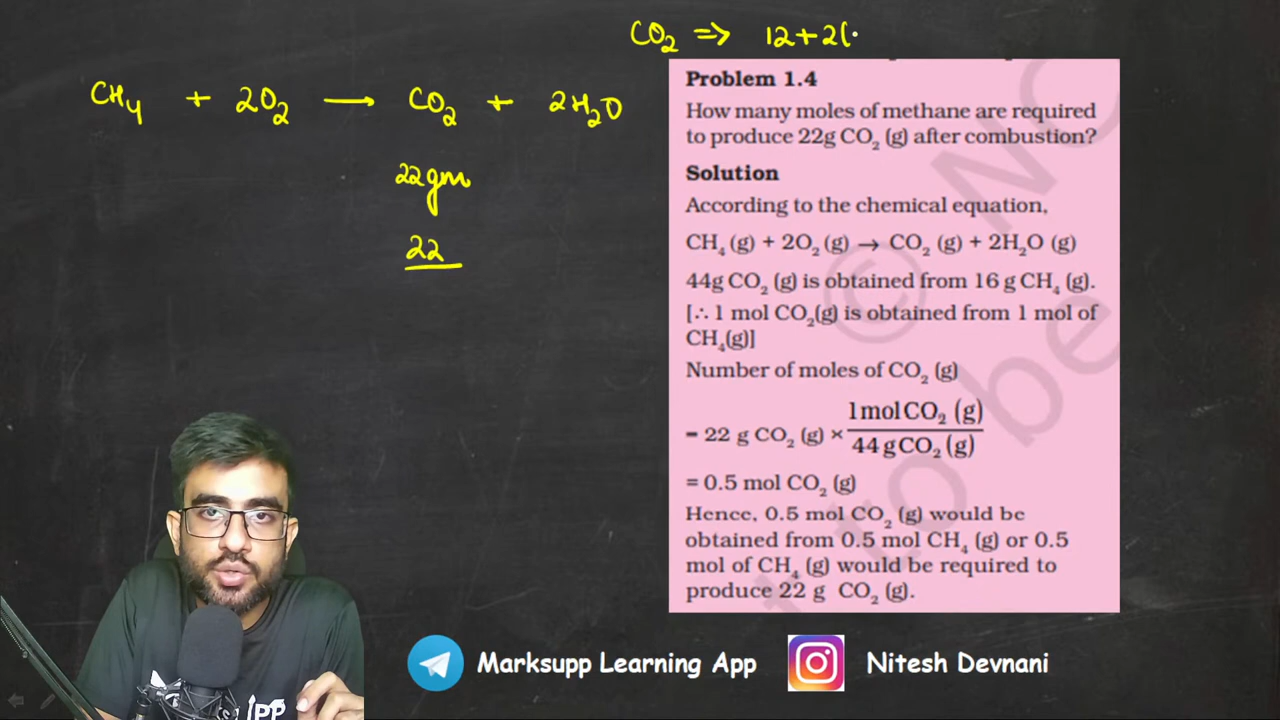 CO₂ ⇒ 12+2(
CH₄ + 2O₂ → CO₂ + 2H₂O
22gm
22
Problem 1.4
How many moles of methane are required
to produce 22g CO₂ (g) after combustion?
Solution
According to the chemical equation,
CH₄ (g) + 2O₂ (g) → CO₂ (g) + 2H₂O (g)
44g CO₂ (g) is obtained from 16 g CH₄ (g).
[∴ 1 mol CO₂(g) is obtained from 1 mol of
CH₄(g)]
Number of moles of CO₂ (g)
= 22 g CO₂ (g) × 1 mol CO₂ (g) / 44 g CO₂ (g)
= 0.5 mol CO₂ (g)
Hence, 0.5 mol CO₂ (g) would be
obtained from 0.5 mol CH₄ (g) or 0.5
mol of CH₄ (g) would be required to
produce 22 g CO₂ (g).
Marksupp Learning App
Nitesh Devnani